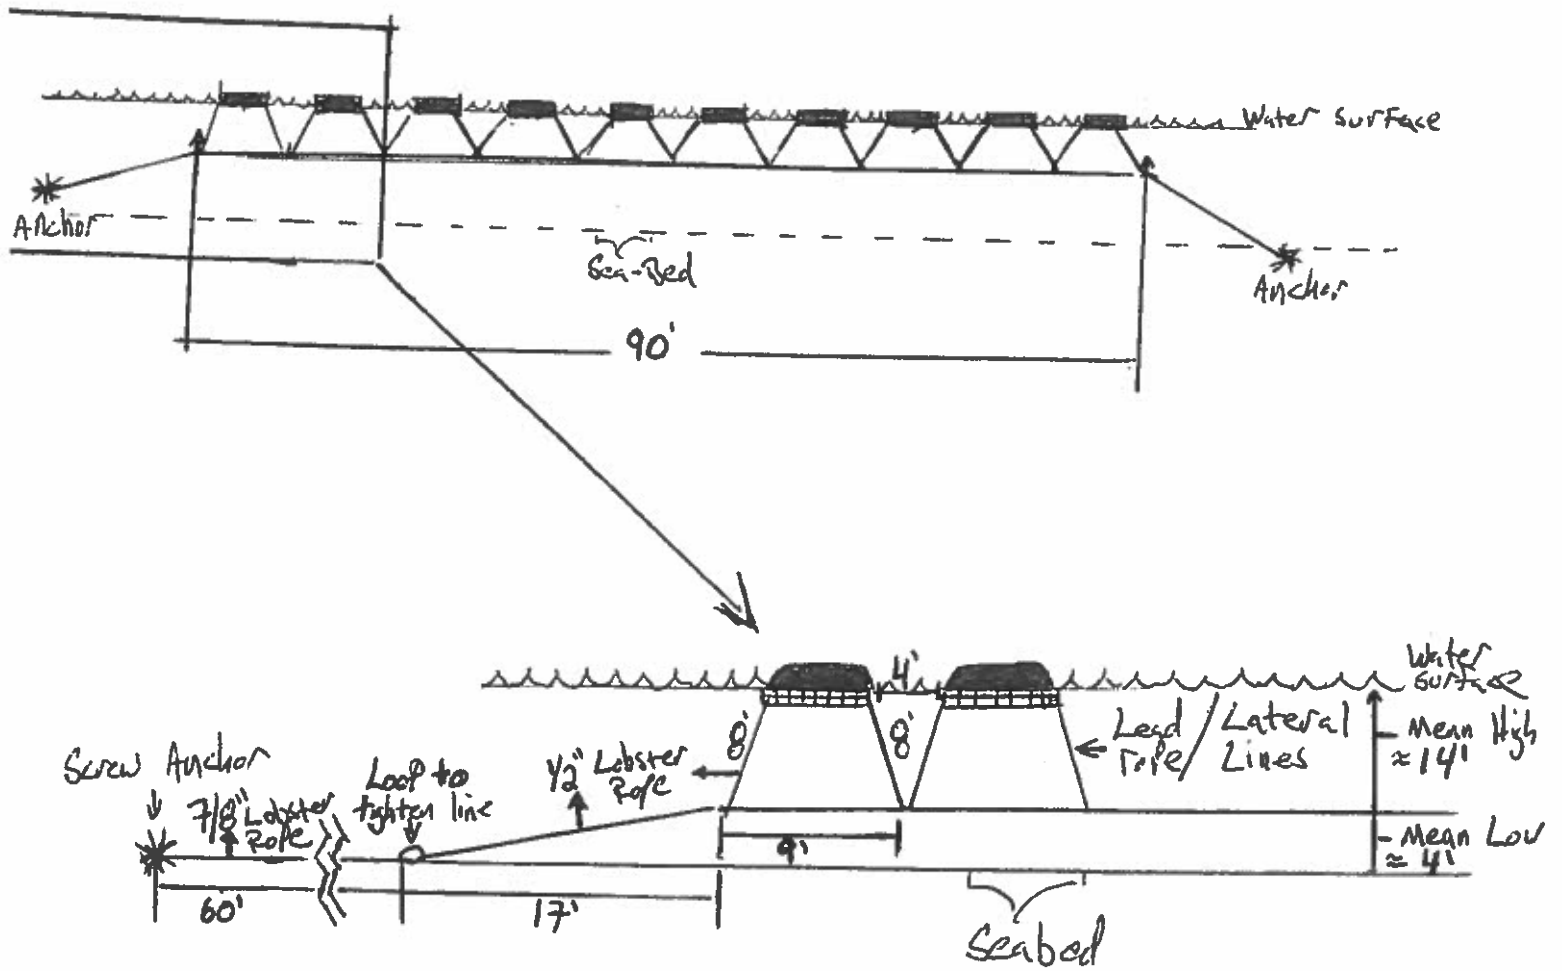 Water Surface
Anchor
Sea-Bed
Anchor
90'
Water
Surface
4'
8'
8'
Lead
Rope/
Lateral
Lines
- Mean High
≈ 14'
Screw Anchor
7/8" Lobster
Rope
Loop to
tighten line
1/2" Lobster
Rope
- Mean Low
≈ 4'
9'
60'
17'
Seabed